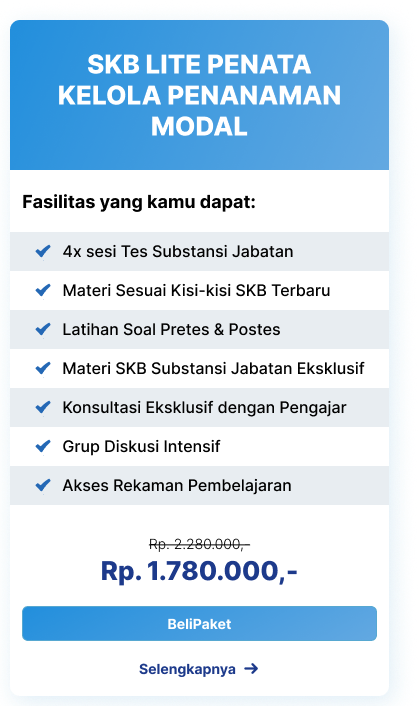 SKB LITE PENATA
KELOLA PENANAMAN
MODAL
Fasilitas yang kamu dapat:
4x sesi Tes Substansi Jabatan
Materi Sesuai Kisi-kisi SKB Terbaru
Latihan Soal Pretes & Postes
Materi SKB Substansi Jabatan Eksklusif
Konsultasi Eksklusif dengan Pengajar
Grup Diskusi Intensif
Akses Rekaman Pembelajaran
Rp. 2.280.000,-
Rp. 1.780.000,-
BeliPaket
Selengkapnya →